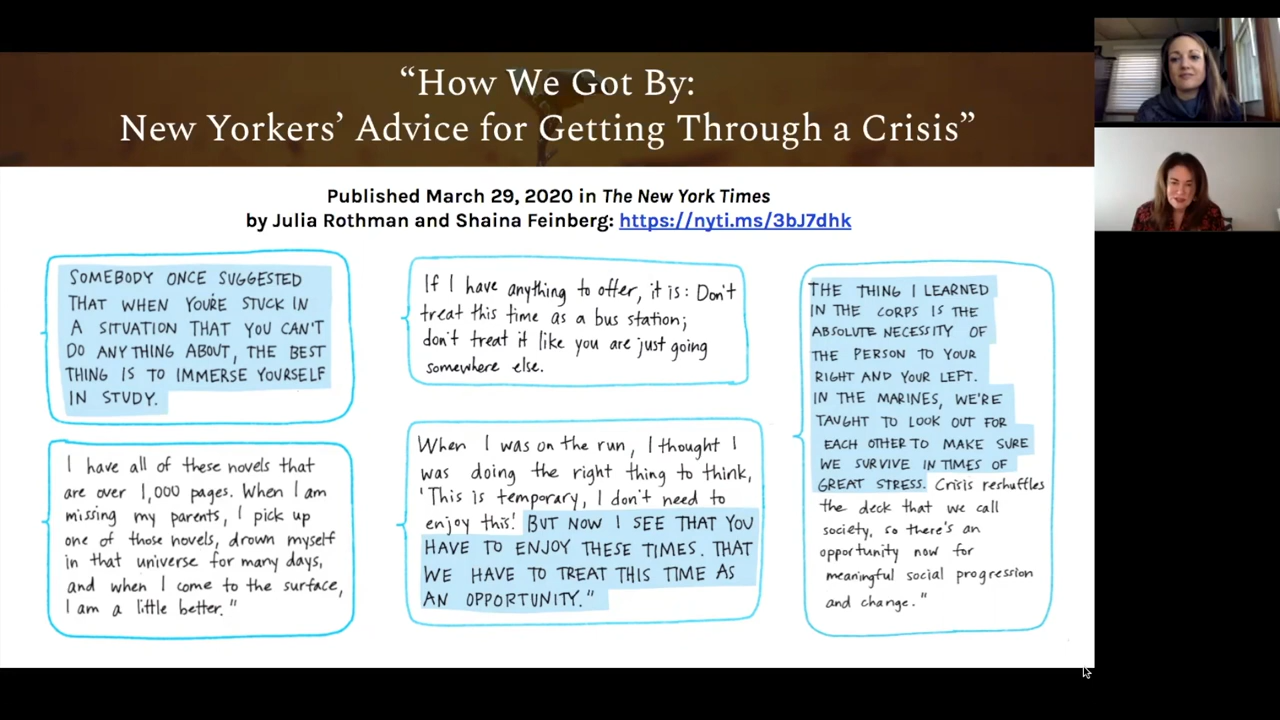 “How We Got By:
New Yorkers’ Advice for Getting Through a Crisis”
Published March 29, 2020 in The New York Times
by Julia Rothman and Shaina Feinberg: https://nyti.ms/3bJ7dhk
SOMEBODY ONCE SUGGESTED
THAT WHEN YOU'RE STUCK IN
A SITUATION THAT YOU CAN'T
DO ANYTHING ABOUT, THE BEST
THING IS TO IMMERSE YOURSELF
IN STUDY.
I have all of these novels that
are over 1,000 pages. When I am
missing my parents, I pick up
one of those novels, drown myself
in that universe for many days,
and when I come to the surface,
I am a little better."
If I have anything to offer, it is: Don't
treat this time as a bus station;
don't treat it like you are just going
somewhere else.
When I was on the run, I thought I
was doing the right thing to think,
'This is temporary, I don't need to
enjoy this.' BUT NOW I SEE THAT YOU
HAVE TO ENJOY THESE TIMES. THAT
WE HAVE TO TREAT THIS TIME AS
AN OPPORTUNITY."
THE THING I LEARNED
IN THE CORPS IS THE
ABSOLUTE NECESSITY OF
THE PERSON TO YOUR
RIGHT AND YOUR LEFT.
IN THE MARINES, WE'RE
TAUGHT TO LOOK OUT FOR
EACH OTHER TO MAKE SURE
WE SURVIVE IN TIMES OF
GREAT STRESS. Crisis reshuffles
the deck that we call
society, so there's an
opportunity now for
meaningful social progression
and change."